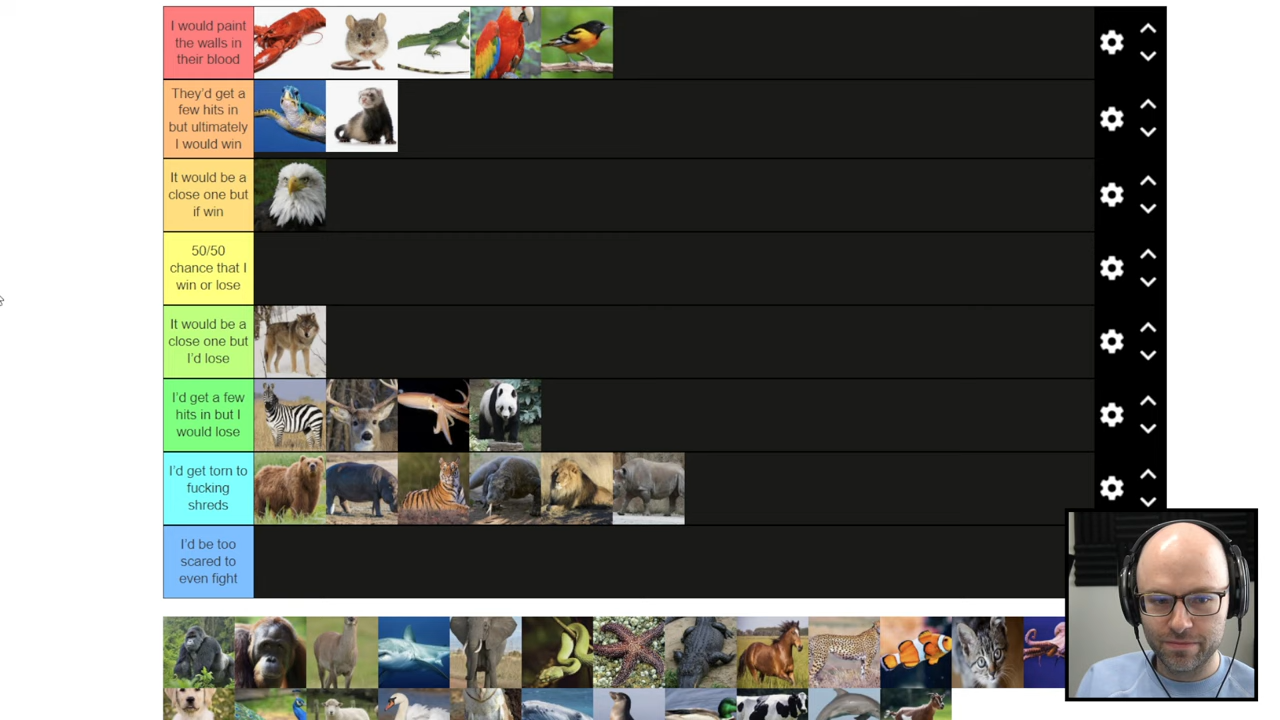 I would paint
the walls in
their blood
They'd get a
few hits in
but ultimately
I would win
It would be a
close one but
if win
50/50
chance that I
win or lose
It would be a
close one but
I'd lose
I'd get a few
hits in but I
would lose
I'd get torn to
fucking
shreds
I'd be too
scared to
even fight